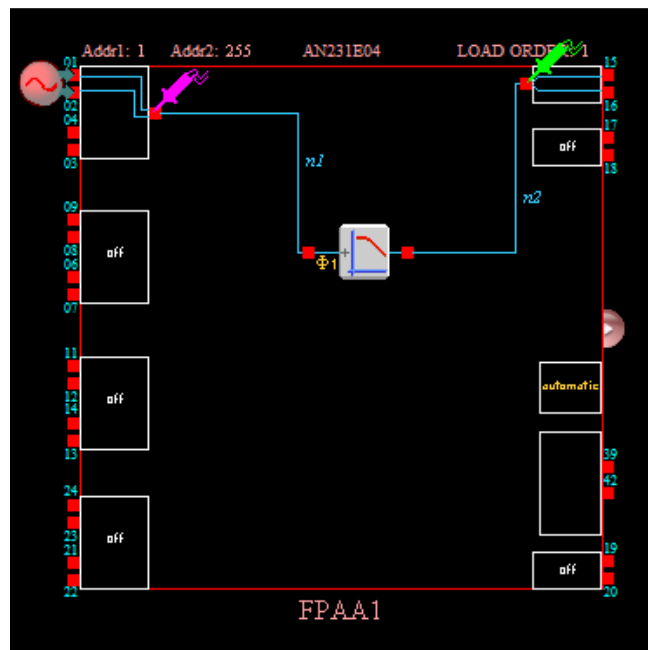 Addr1: 1 Addr2: 255 AN231E04 LOAD ORDER: 1
01
02
04
03
09
08
06
07
11
12
14
13
24
23
21
22
off
off
off
n1
Φ1
+
n2
off
automatic
off
15
16
17
18
39
42
19
20
FPAA1